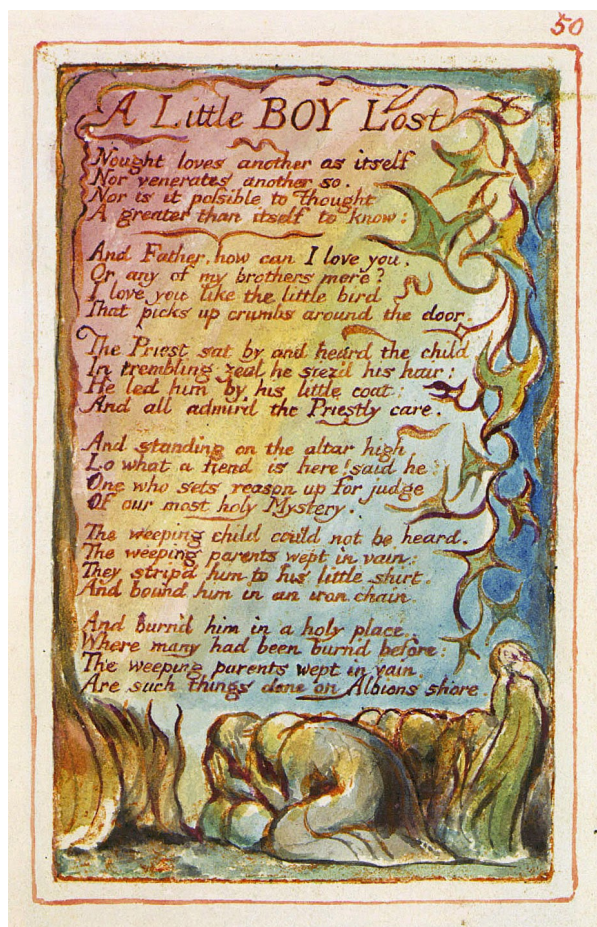 50
A Little BOY Lost
Nought loves another as itself
Nor venerates another so.
Nor is it possible to Thought
A greater than itself to know:
And Father, how can I love you,
Or any of my brothers more?
I love you like the little bird
That picks up crumbs around the door.
The Priest sat by and heard the child
In trembling zeal he siez'd his hair:
He led him by his little coat:
And all admir'd the Priestly care.
And standing on the altar high
Lo what a fiend is here! said he:
One who sets reason up for judge
Of our most holy Mystery.
The weeping child could not be heard.
The weeping parents wept in vain:
They strip'd him to his little shirt.
And bound him in an iron chain.
And burn'd him in a holy place,
Where many had been burn'd before:
The weeping parents wept in vain.
Are such things done on Albions shore.